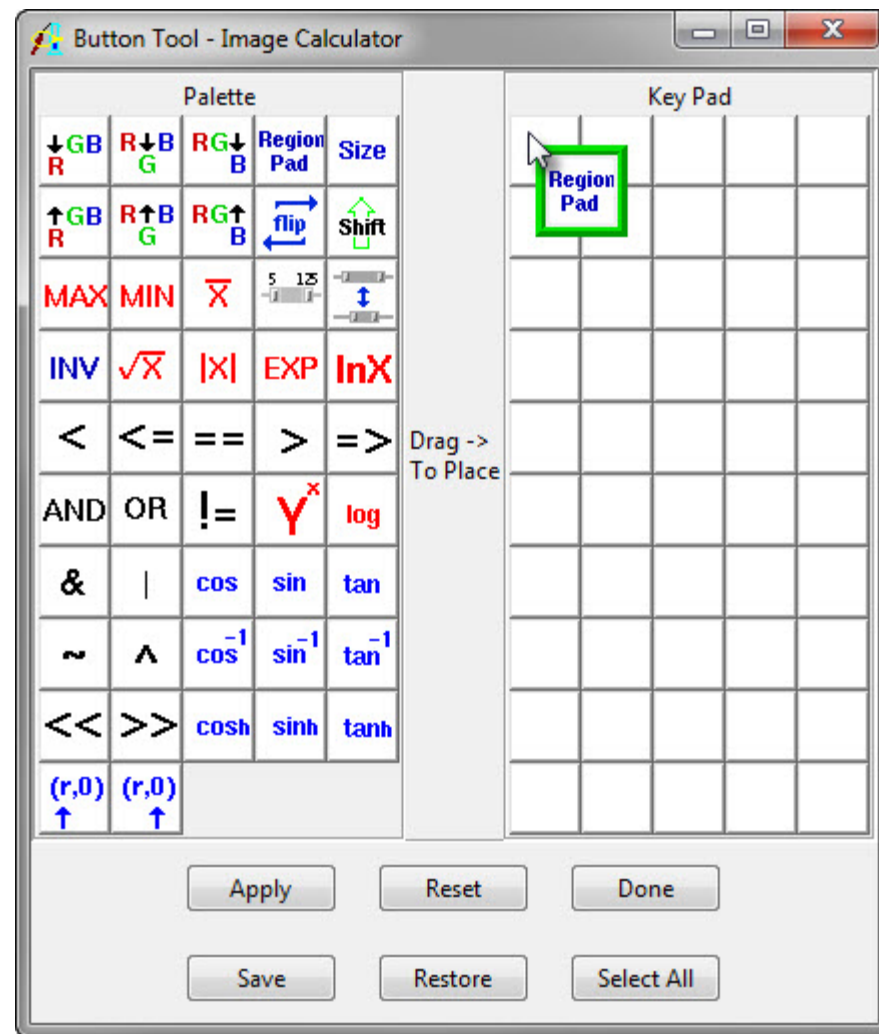 Button Tool - Image Calculator
Palette
Key Pad
↓GB R↓B RG↓ Region Size
R G B Pad
↑GB R↑B RG↑ flip Shift
R G B
MAX MIN X̅ 5 125
INV √X̅ |X| EXP lnX
< <= == > =>
AND OR != Yˣ log
& | cos sin tan
~ ^ cos⁻¹ sin⁻¹ tan⁻¹
<< >> cosh sinh tanh
(r,0) (r,0)
↑ ↑
Drag ->
To Place
Region
Pad
Apply Reset Done
Save Restore Select All